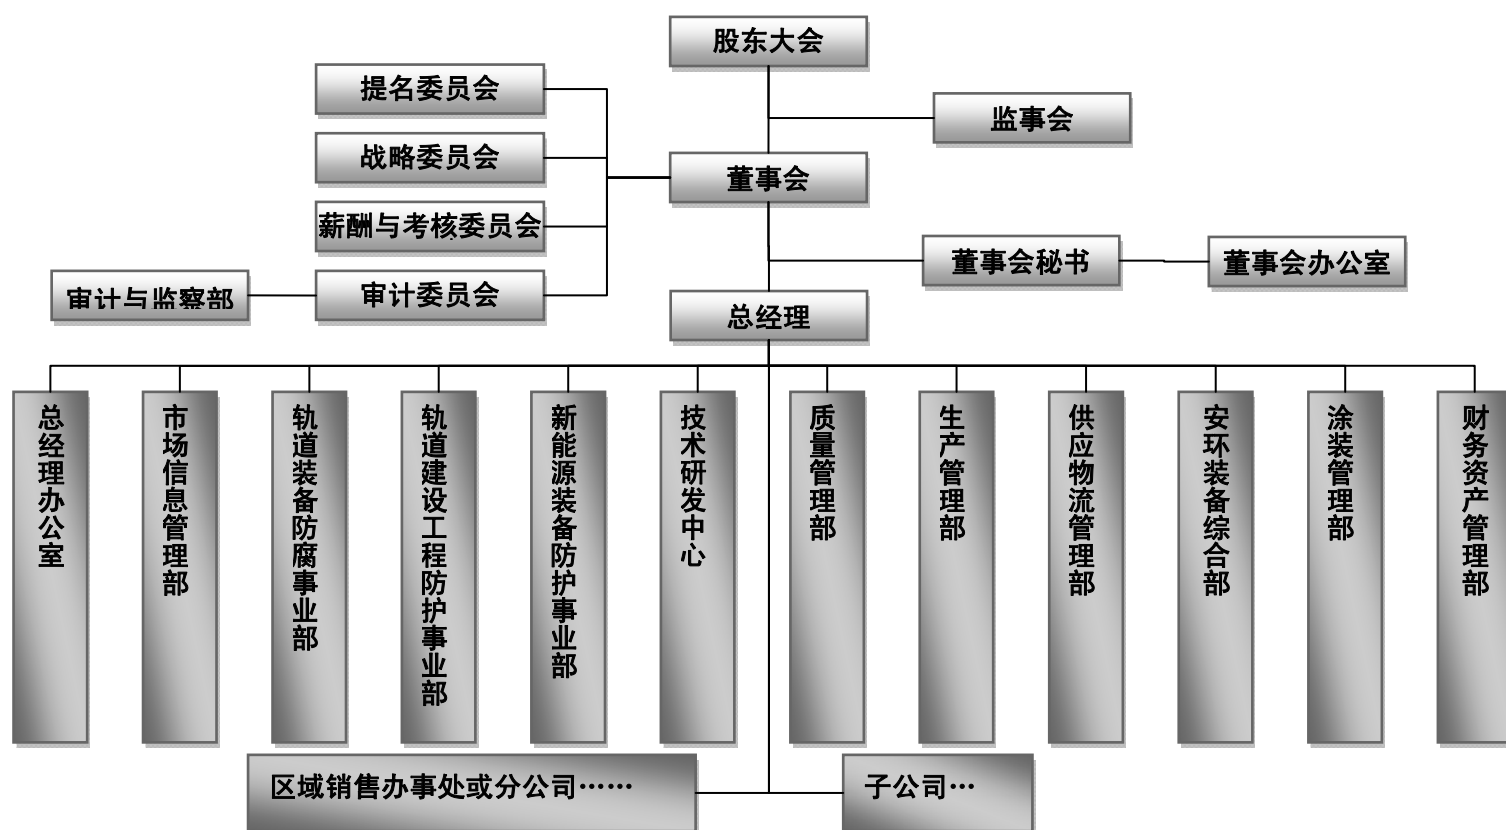 股东大会
提名委员会
监事会
战略委员会
董事会
薪酬与考核委员会
董事会秘书
董事会办公室
审计与监察部
审计委员会
总经理
总经理办公室
市场信息管理部
轨道装备防腐事业部
轨道建设工程防护事业部
新能源装备防护事业部
技术研发中心
质量管理部
生产管理部
供应物流管理部
安环装备综合部
涂装管理部
财务资产管理部
区域销售办事处或分公司……
子公司…